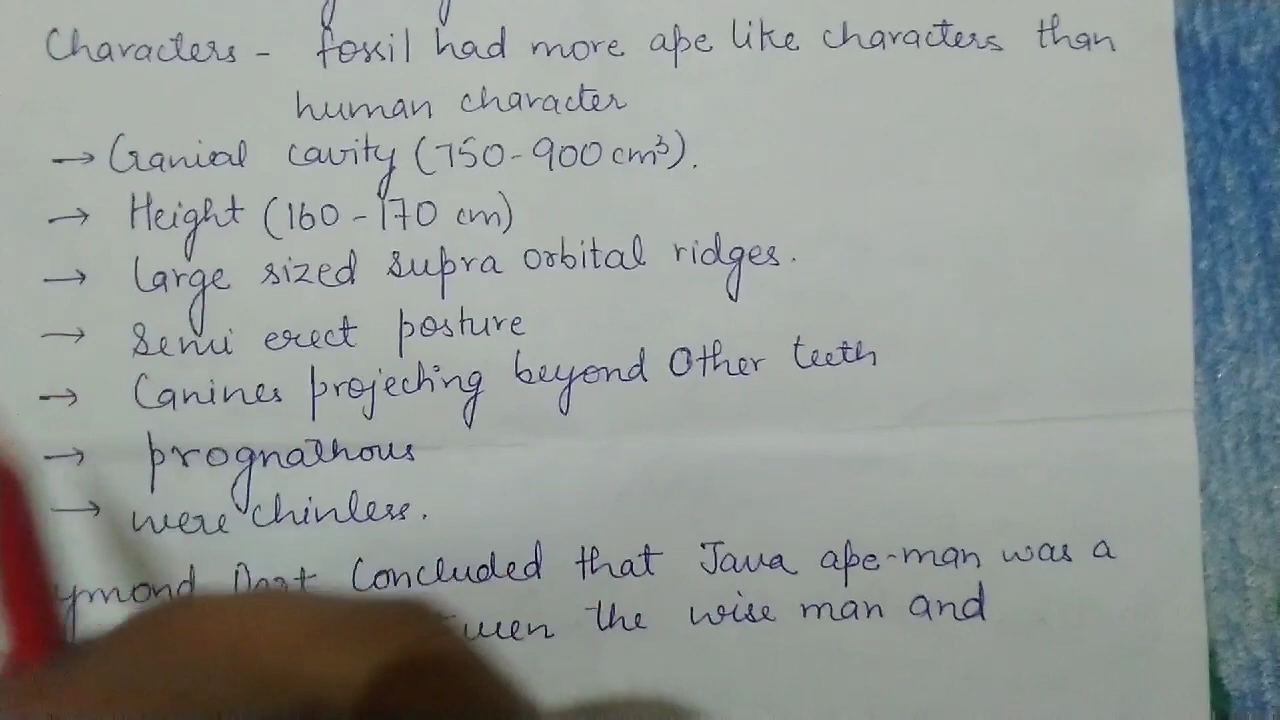 Characters - fossil had more ape like characters than
human character
→ Cranial cavity (750-900 cm³).
→ Height (160-170 cm)
→ Large sized supra orbital ridges.
→ Semi erect posture
→ Canines projecting beyond Other teeth
→ prognathous
→ were chinless.
Concluded that Java ape-man was a
the wise man and